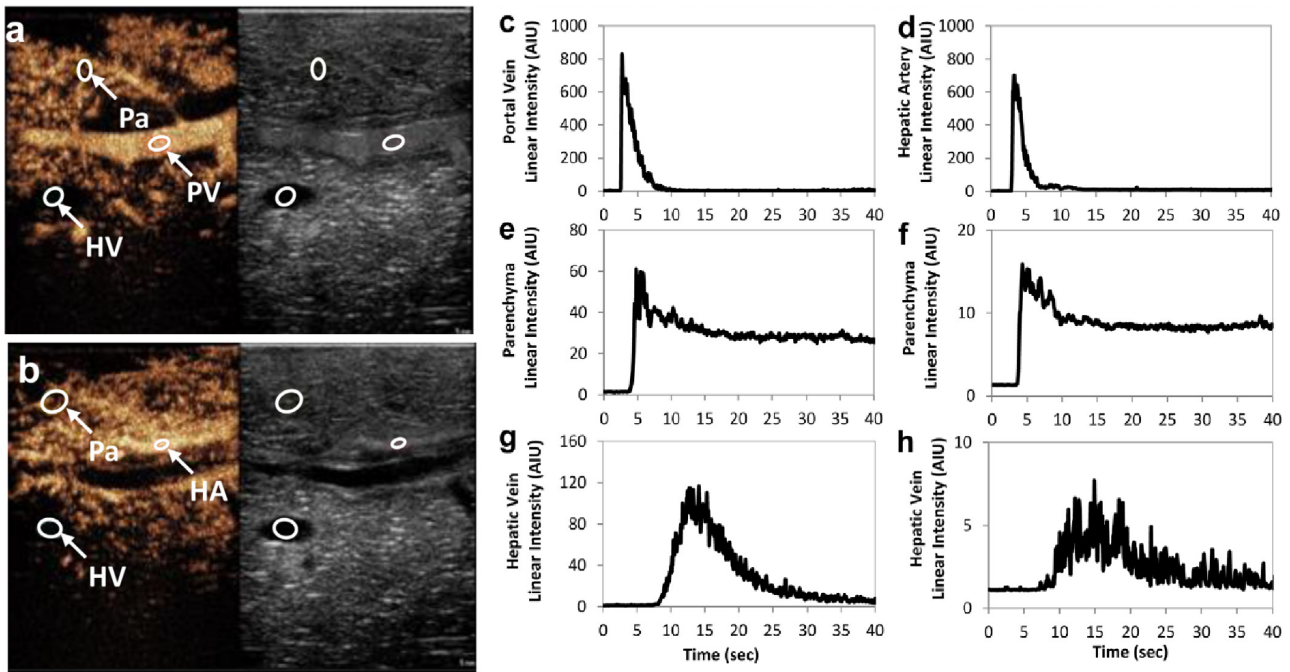 a
Pa
PV
HV
b
Pa
HA
HV
c
Portal Vein
Linear Intensity (AIU)
1000
800
600
400
200
0
0 5 10 15 20 25 30 35 40
d
Hepatic Artery
Linear Intensity (AIU)
1000
800
600
400
200
0
0 5 10 15 20 25 30 35 40
e
Parenchyma
Linear Intensity (AIU)
80
60
40
20
0
0 5 10 15 20 25 30 35 40
f
Parenchyma
Linear Intensity (AIU)
20
10
0
0 5 10 15 20 25 30 35 40
g
Hepatic Vein
Linear Intensity (AIU)
160
120
80
40
0
0 5 10 15 20 25 30 35 40
Time (sec)
h
Hepatic Vein
Linear Intensity (AIU)
10
5
0
0 5 10 15 20 25 30 35 40
Time (sec)